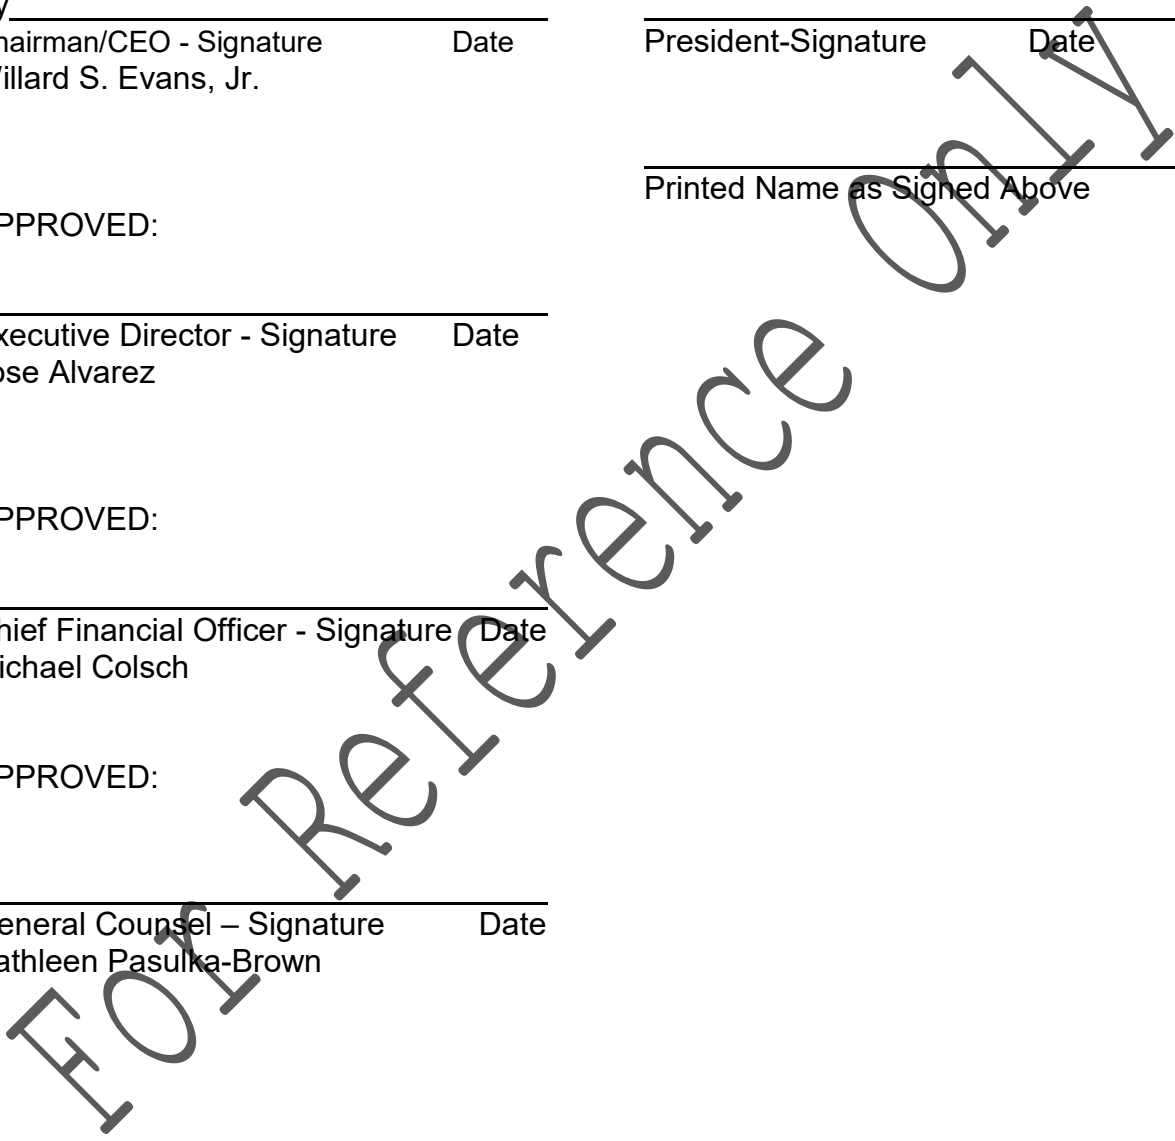 y
hairman/CEO - Signature Date
illard S. Evans, Jr.
PPROVED:
xecutive Director - Signature Date
ose Alvarez
PPROVED:
hief Financial Officer - Signature Date
ichael Colsch
PPROVED:
eneral Counsel – Signature Date
athleen Pasulka-Brown
President-Signature Date
Printed Name as Signed Above
For Reference Only